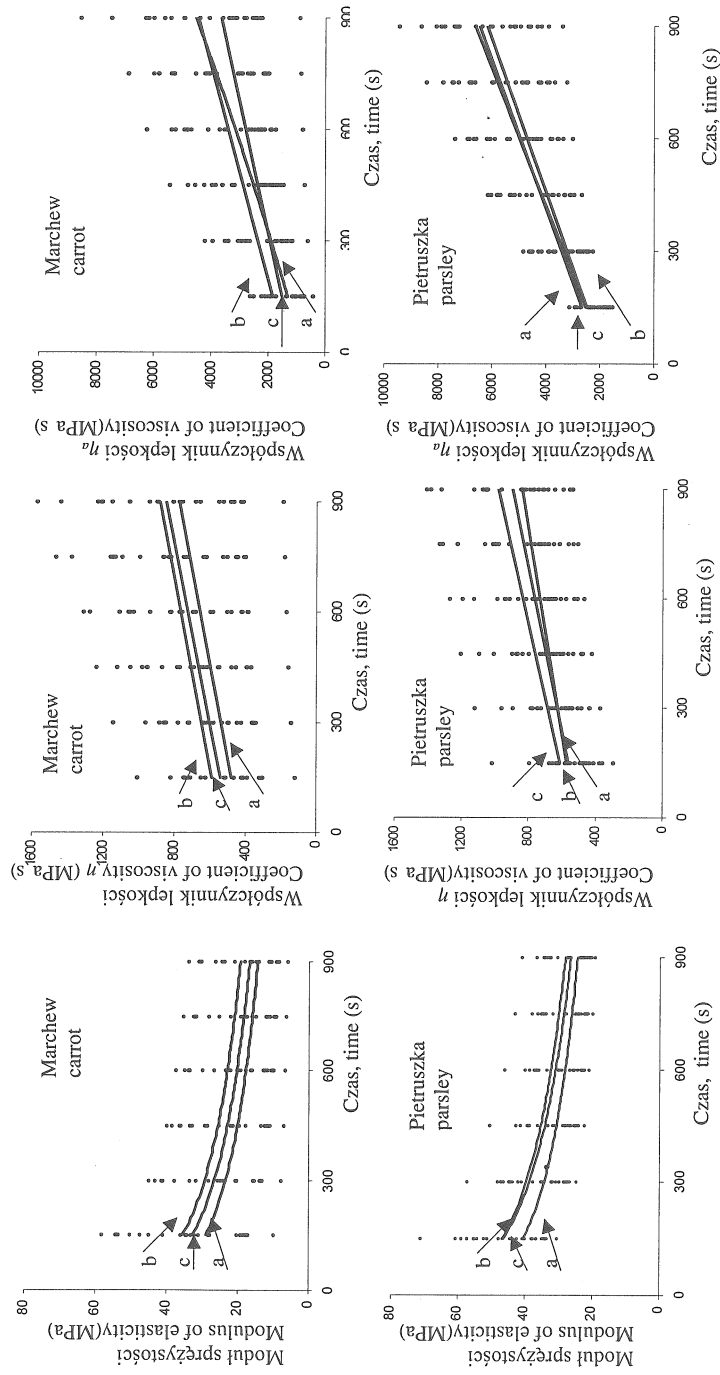 Moduł sprężystości
Modulus of elasticity(MPa)
80
60
40
20
0
Marchew
carrot
b
c
a
0
300
600
900
Czas, time (s)
Współczynnik lepkości
Coefficient of viscosity η (MPa s)
1600
1200
800
400
0
Marchew
carrot
b
c
a
0
300
600
900
Czas, time (s)
Współczynnik lepkości ηa
Coefficient of viscosity(MPa s)
10000
8000
6000
4000
2000
0
Marchew
carrot
b
c
a
0
300
600
900
Czas, time (s)
Moduł sprężystości
Modulus of elasticity(MPa)
80
60
40
20
0
Pietruszka
parsley
b
c
a
0
300
600
900
Czas, time (s)
Współczynnik lepkości η
Coefficient of viscosity(MPa s)
1600
1200
800
400
0
Pietruszka
parsley
c
b
a
0
300
600
900
Czas, time (s)
Współczynnik lepkości ηa
Coefficient of viscosity(MPa s)
10000
8000
6000
4000
2000
0
Pietruszka
parsley
a
c
b
0
300
600
900
Czas, time (s)